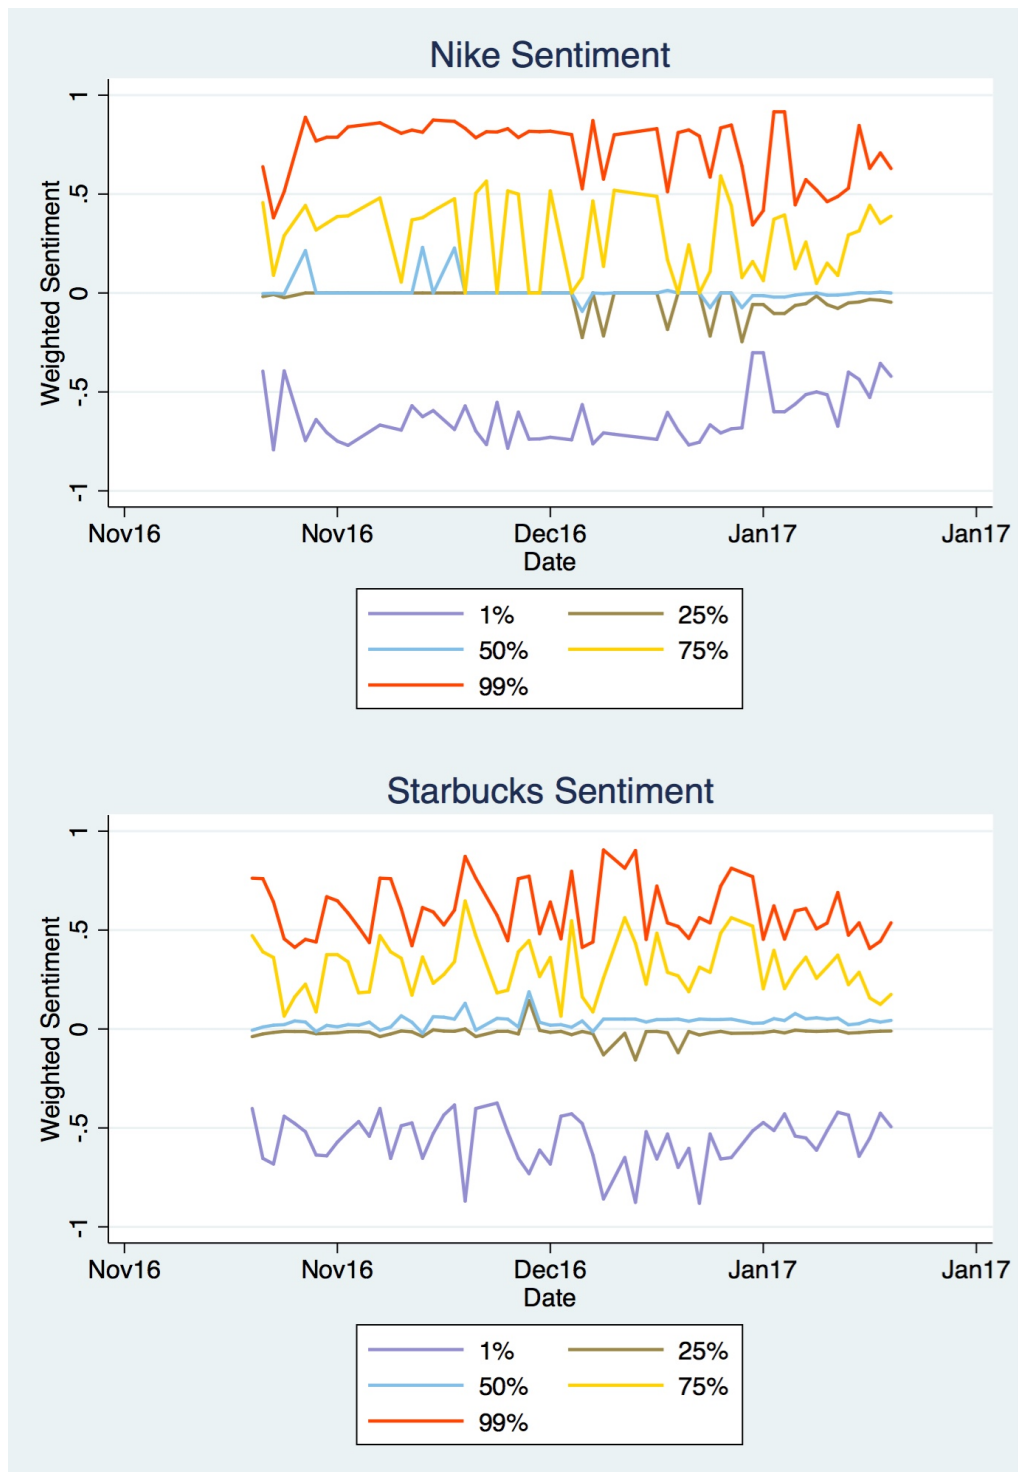 Nike Sentiment
1
.5
0
-.5
-1
Weighted Sentiment
Nov16 Nov16 Dec16 Jan17 Jan17
Date
1% 25%
50% 75%
99%
Starbucks Sentiment
1
.5
0
-.5
-1
Weighted Sentiment
Nov16 Nov16 Dec16 Jan17 Jan17
Date
1% 25%
50% 75%
99%